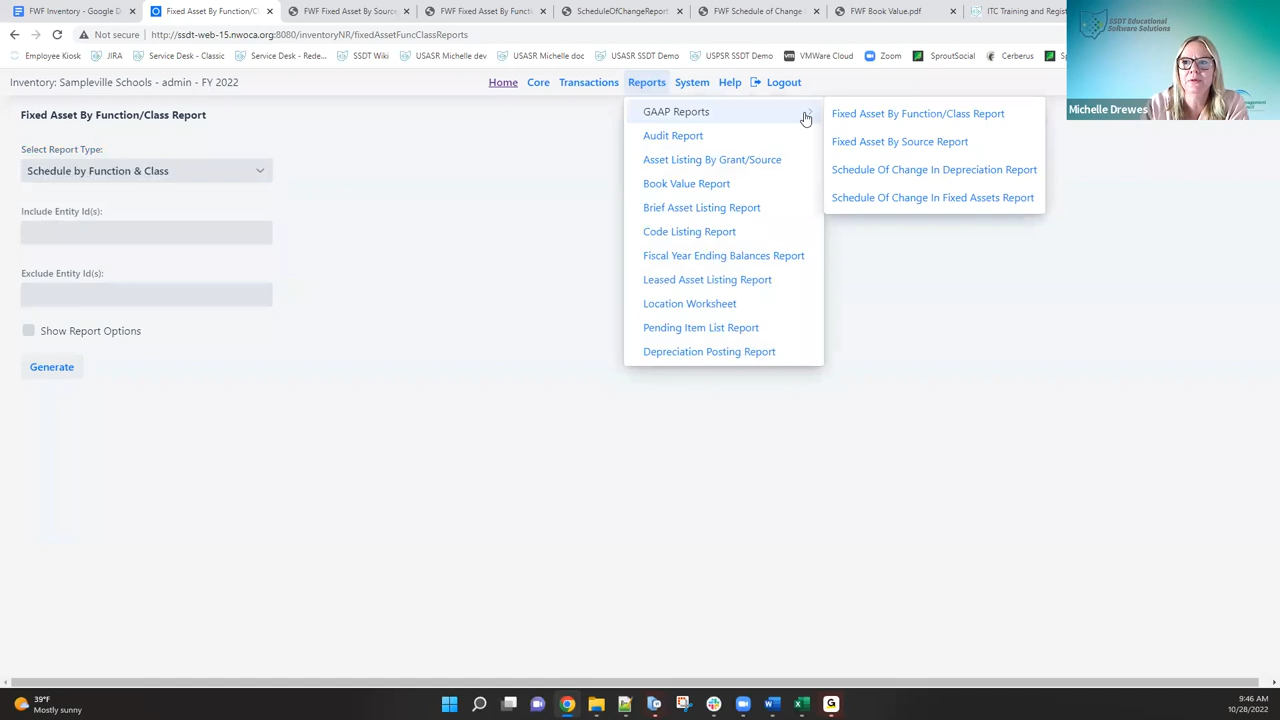 FWF Inventory - Google D
Fixed Asset By Function/C
FWF Fixed Asset By Sourc
FWF Fixed Asset By Functi
ScheduleOfChangeReport
FWF Schedule of Change
FWF Book Value.pdf
ITC Training and Regist
Not secure
http://ssdt-web-15.nwoca.org:8080/inventoryNR/fixedAssetFuncClassReport
Employee Kiosk
JIRA
Service Desk - Classic
Service Desk - Rede...
SSDT Wiki
USASR Michelle dev
USASR Michelle doc
USASR SSDT Demo
USPSR SSDT Demo
VMWare Cloud
Zoom
SproutSocial
Cerberus
SSDT Educational
Software Solutions
Michelle Drewes
Inventory: Sampleville Schools - admin - FY 2022
Home
Core
Transactions
Reports
System
Help
Logout
Fixed Asset By Function/Class Report
Select Report Type:
Schedule by Function & Class
Include Entity Id(s):
Exclude Entity Id(s):
Show Report Options
Generate
GAAP Reports
Audit Report
Asset Listing By Grant/Source
Book Value Report
Brief Asset Listing Report
Code Listing Report
Fiscal Year Ending Balances Report
Leased Asset Listing Report
Location Worksheet
Pending Item List Report
Depreciation Posting Report
Fixed Asset By Function/Class Report
Fixed Asset By Source Report
Schedule Of Change In Depreciation Report
Schedule Of Change In Fixed Assets Report
39°F
Mostly sunny
9:46 AM
10/28/2022